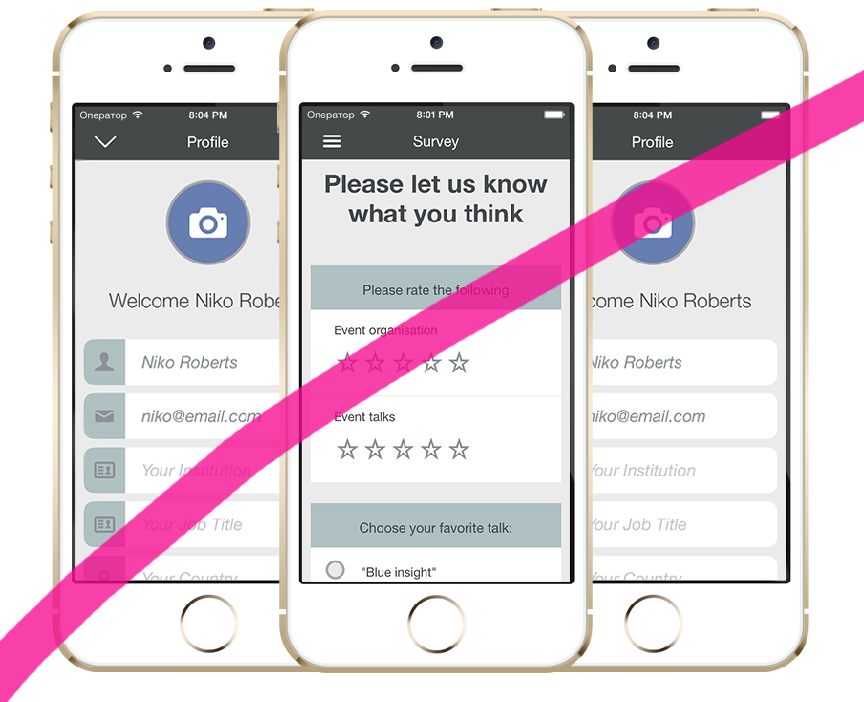 Оператор 8:04 PM
Profile
Welcome Niko Robe
Niko Roberts
niko@email.com
Your Institution
Your Job Title
Your Country
Оператор 8:01 PM
Survey
Please let us know
what you think
Please rate the following
Event organisation
Event talks
Choose your favorite talk:
"Blue insight"
8:04 PM
Profile
come Niko Roberts
Niko Roberts
niko@email.com
Your Institution
Your Job Title
Your Country